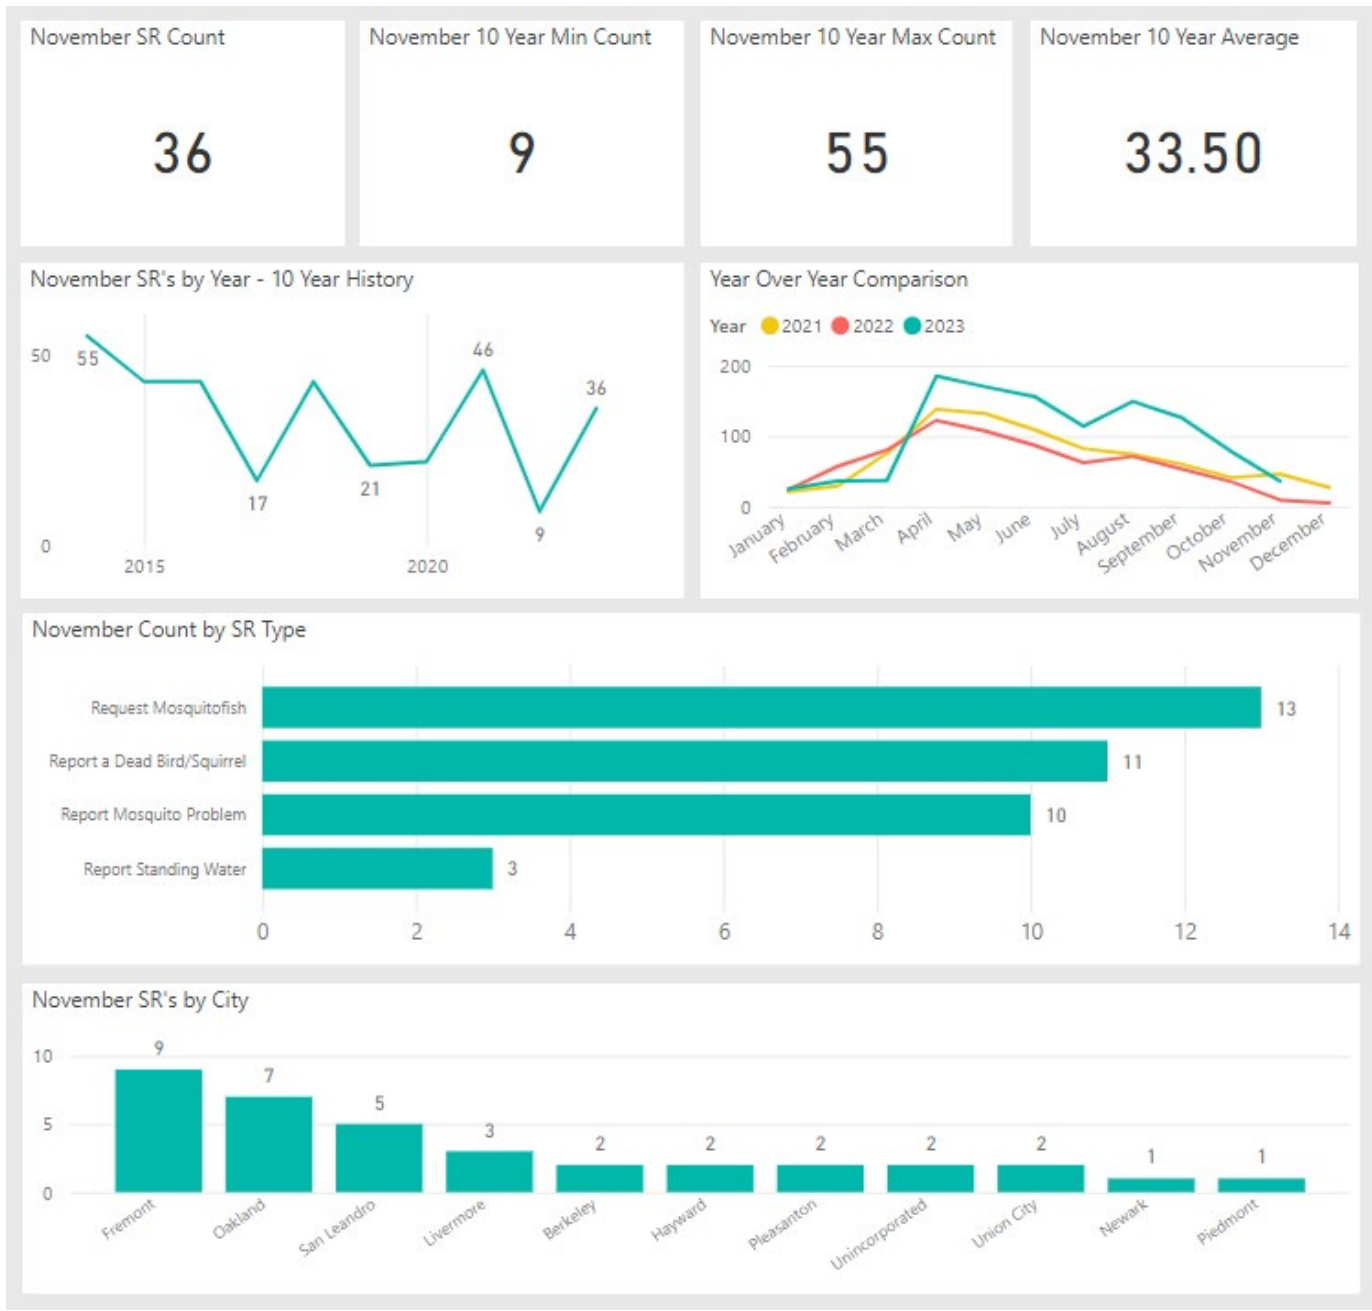 November SR Count
36
November 10 Year Min Count
9
November 10 Year Max Count
55
November 10 Year Average
33.50
November SR's by Year - 10 Year History
50
0
55
17
21
46
9
36
2015
2020
Year Over Year Comparison
Year 2021 2022 2023
200
100
0
January
February
March
April
May
June
July
August
September
October
November
December
November Count by SR Type
Request Mosquitofish 13
Report a Dead Bird/Squirrel 11
Report Mosquito Problem 10
Report Standing Water 3
0 2 4 6 8 10 12 14
November SR's by City
10
5
0
9
7
5
3
2
2
2
2
2
1
1
Fremont
Oakland
San Leandro
Livermore
Berkeley
Hayward
Pleasanton
Unincorporated
Union City
Newark
Piedmont